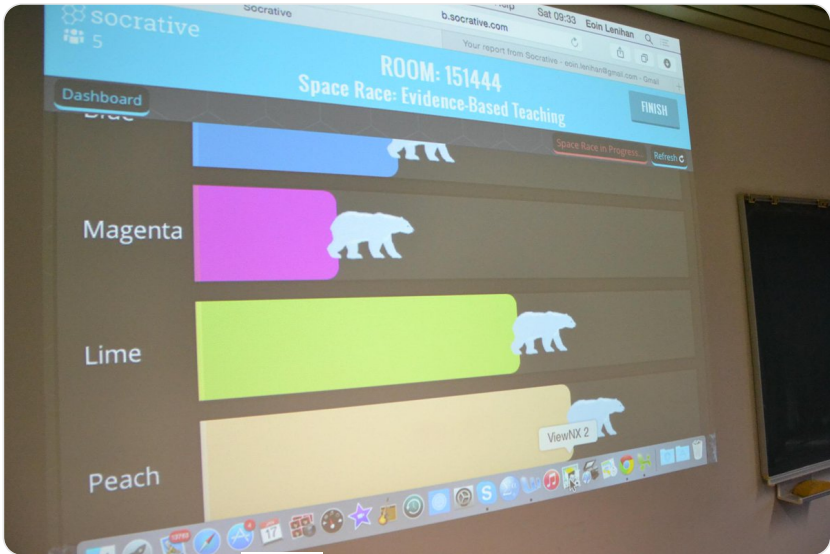 Help
Sat 09:33 Eoin Lenihan
Socrative
b.socrative.com
Your report from Socrative - eoin.lenihan@gmail.com - Gmail
socrative
5
ROOM: 151444
Space Race: Evidence-Based Teaching
FINISH
Dashboard
Space Race in Progress...
Refresh
Blue
Magenta
Lime
Peach
ViewNX 2
17